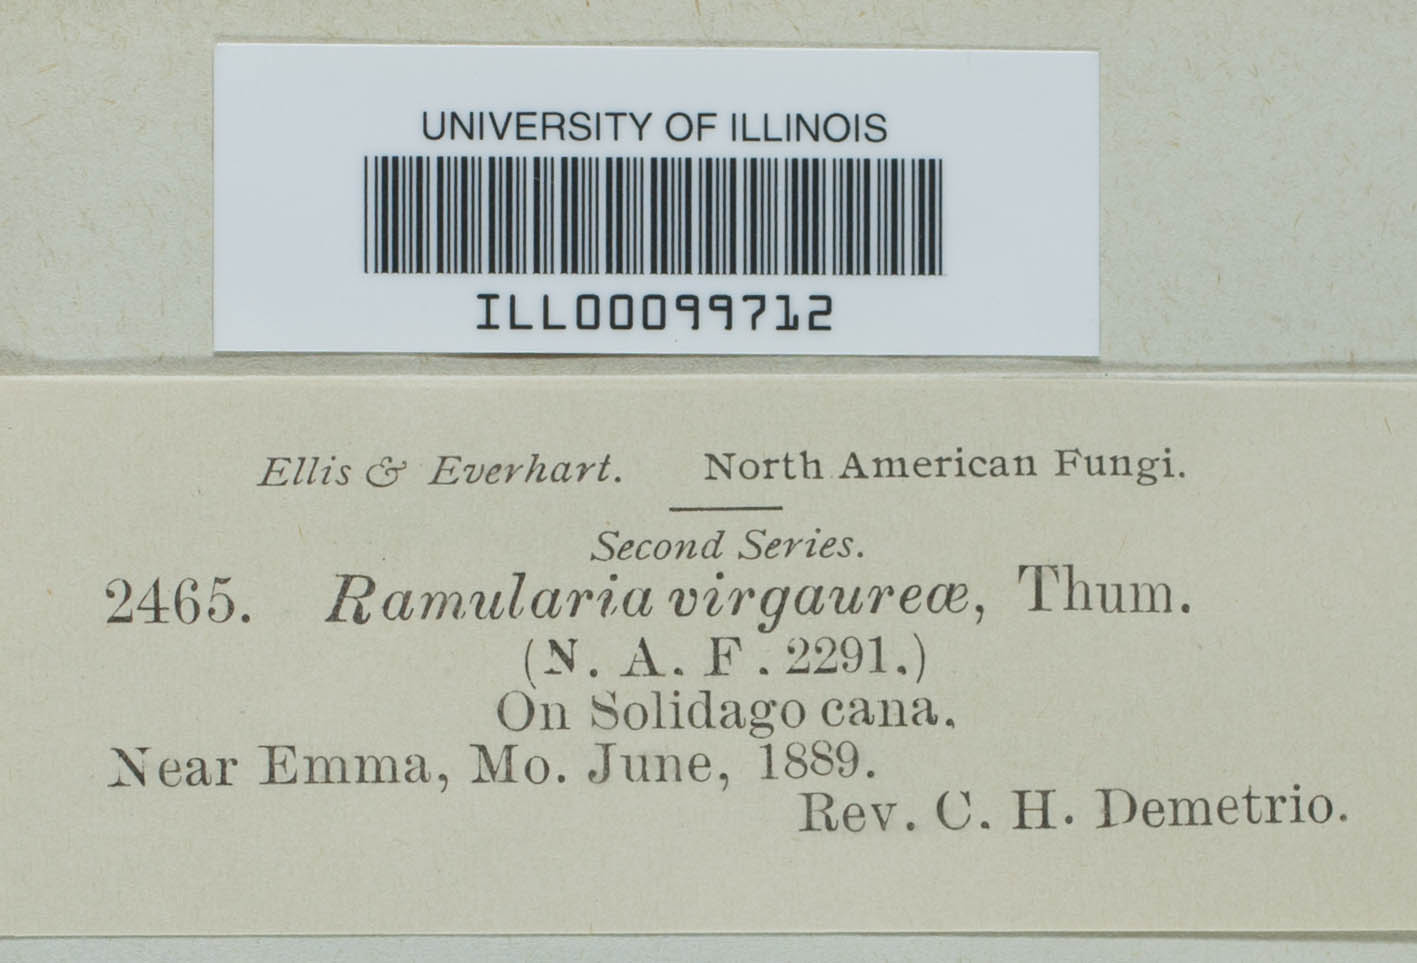 UNIVERSITY OF ILLINOIS
ILL00099712
Ellis & Everhart. North American Fungi.
Second Series.
2465. Ramularia virgaureæ, Thum.
(N. A. F. 2291.)
On Solidago cana.
Near Emma, Mo. June, 1889.
Rev. C. H. Demetrio.